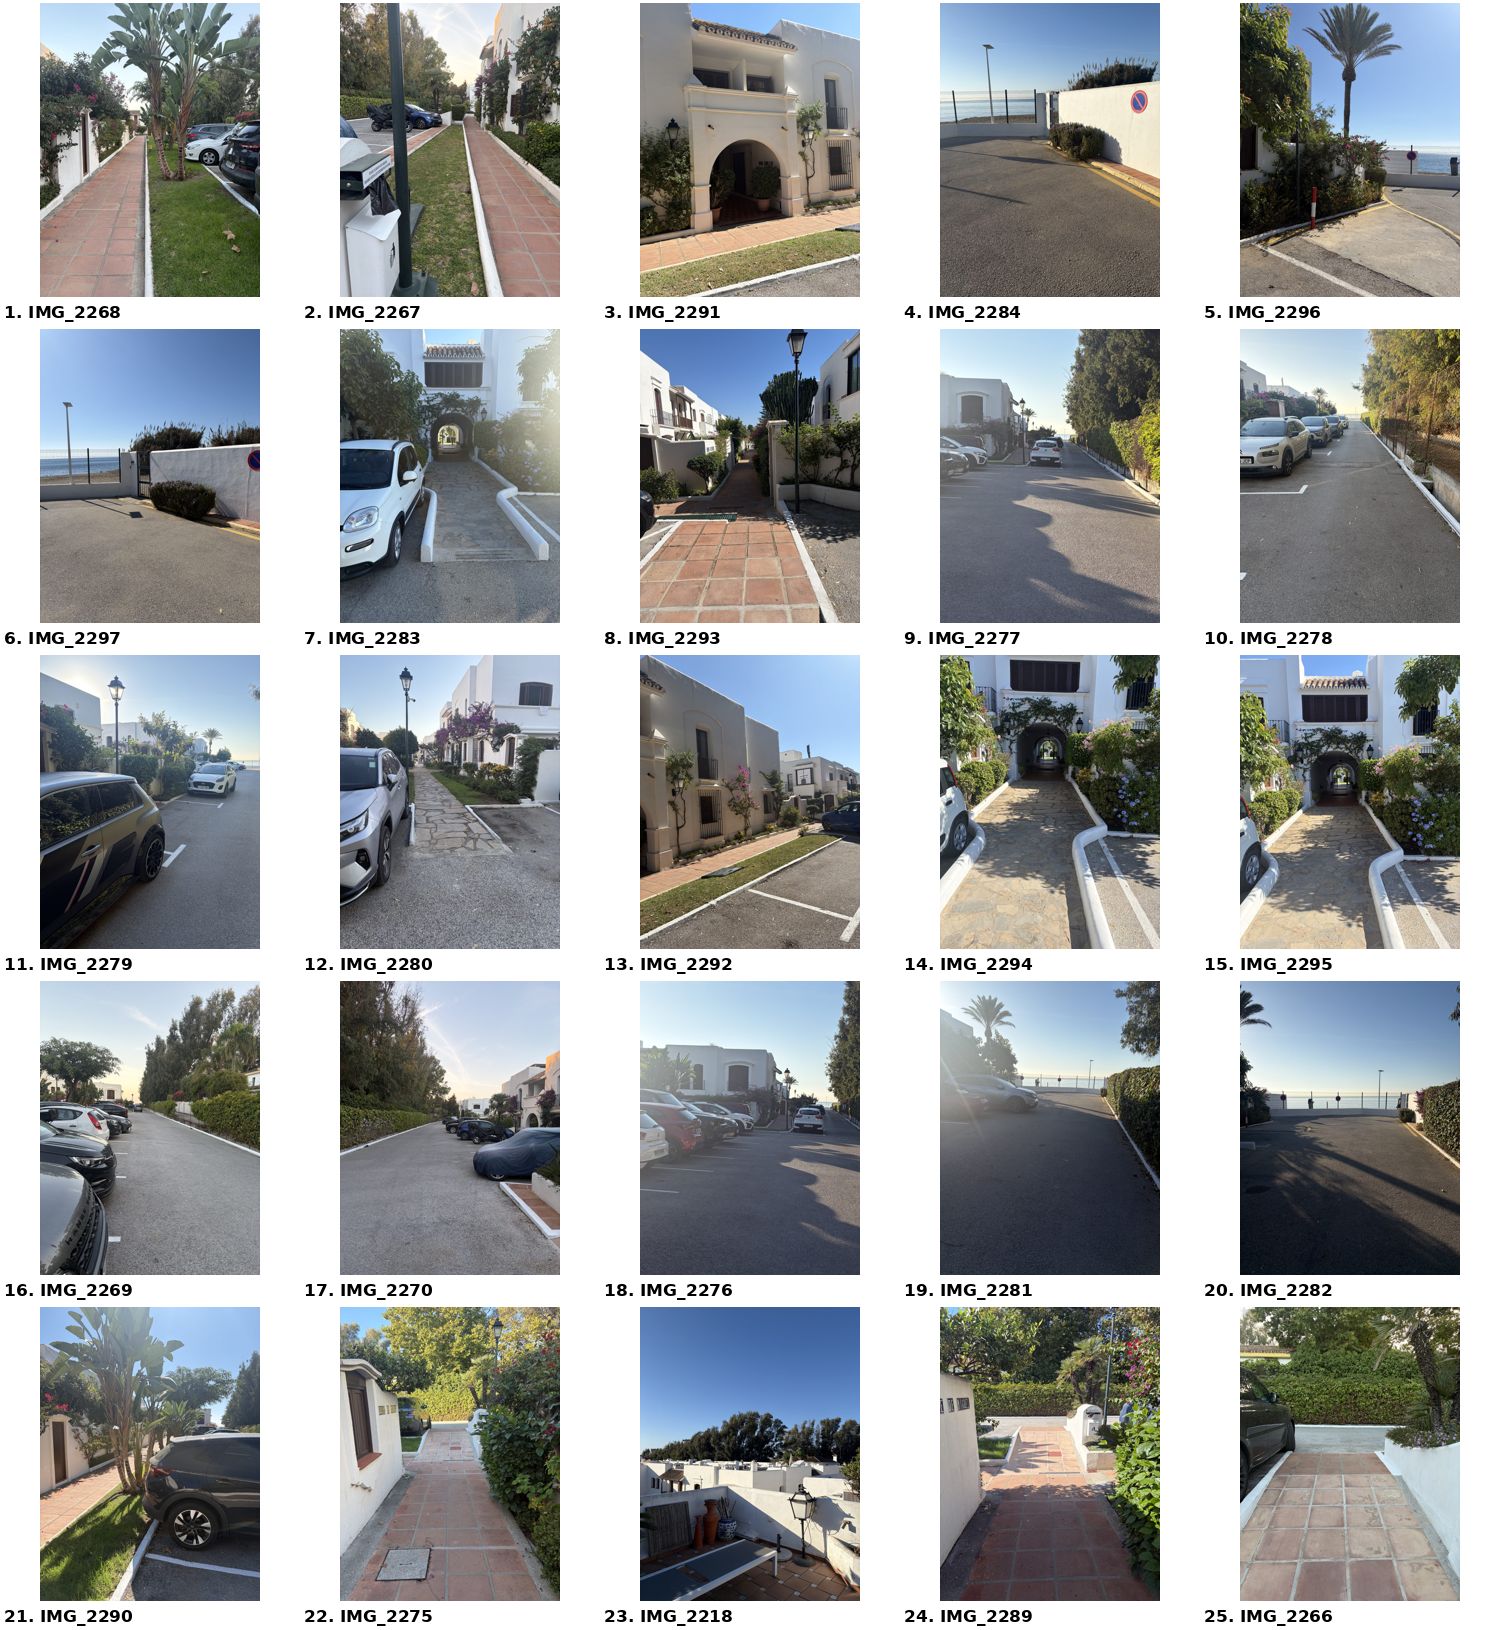 1. IMG_2268
2. IMG_2267
3. IMG_2291
4. IMG_2284
5. IMG_2296
6. IMG_2297
7. IMG_2283
8. IMG_2293
9. IMG_2277
10. IMG_2278
11. IMG_2279
12. IMG_2280
13. IMG_2292
14. IMG_2294
15. IMG_2295
16. IMG_2269
17. IMG_2270
18. IMG_2276
19. IMG_2281
20. IMG_2282
21. IMG_2290
22. IMG_2275
23. IMG_2218
24. IMG_2289
25. IMG_2266